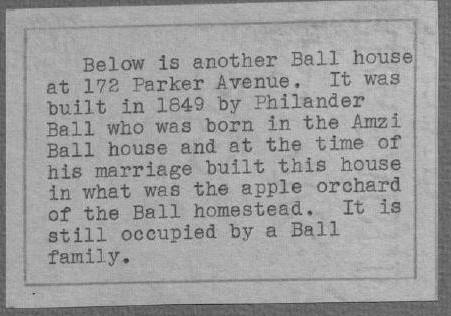 Below is another Ball house
at 172 Parker Avenue. It was
built in 1849 by Philander
Ball who was born in the Amzi
Ball house and at the time of
his marriage built this house
in what was the apple orchard
of the Ball homestead. It is
still occupied by a Ball
family.